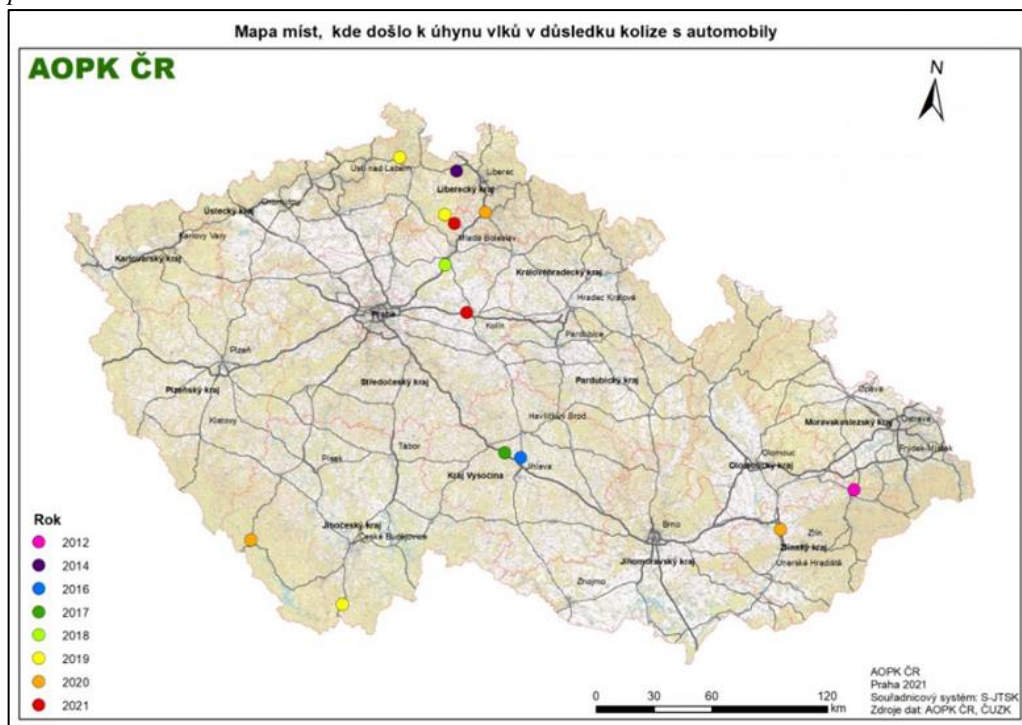 Mapa míst, kde došlo k úhynu vlků v důsledku kolize s automobily
AOPK ČR
N
Ústí nad Labem
Liberec
Liberecký kraj
Chomutov
Ústecký kraj
Karlovy Vary
Karlovarský kraj
Mladá Boleslav
Královéhradecký kraj
Hradec Králové
Praha
Kolín
Pardubice
Plzeň
Plzeňský kraj
Středočeský kraj
Pardubický kraj
Klatovy
Havlíčkův Brod
Opava
Ostrava
Moravskoslezský kraj
Frýdek-Místek
Tábor
Písek
Kraj Vysočina
Jihlava
Olomouc
Olomoucký kraj
Jihočeský kraj
České Budějovice
Brno
Zlín
Zlínský kraj
Uherské Hradiště
Jihomoravský kraj
Znojmo
Rok
2012
2014
2016
2017
2018
2019
2020
2021
0 30 60 120
km
AOPK ČR
Praha 2021
Souřadnicový systém: S-JTSK
Zdroje dat: AOPK ČR, ČUZK